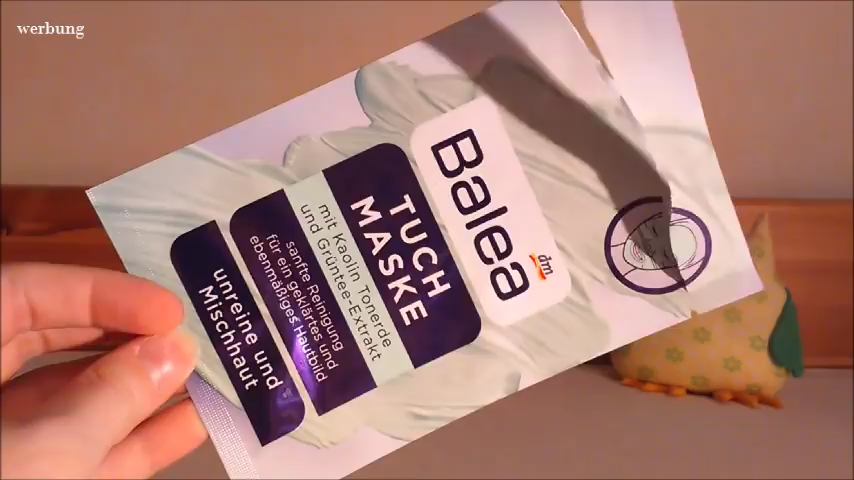 werbung
Balea
dm
TUCH
MASKE
mit Kaolin Tonerde
und Grüntee-Extrakt
sanfte Reinigung
für ein geklärtes und
ebenmäßiges Hautbild
unreine und
Mischhaut